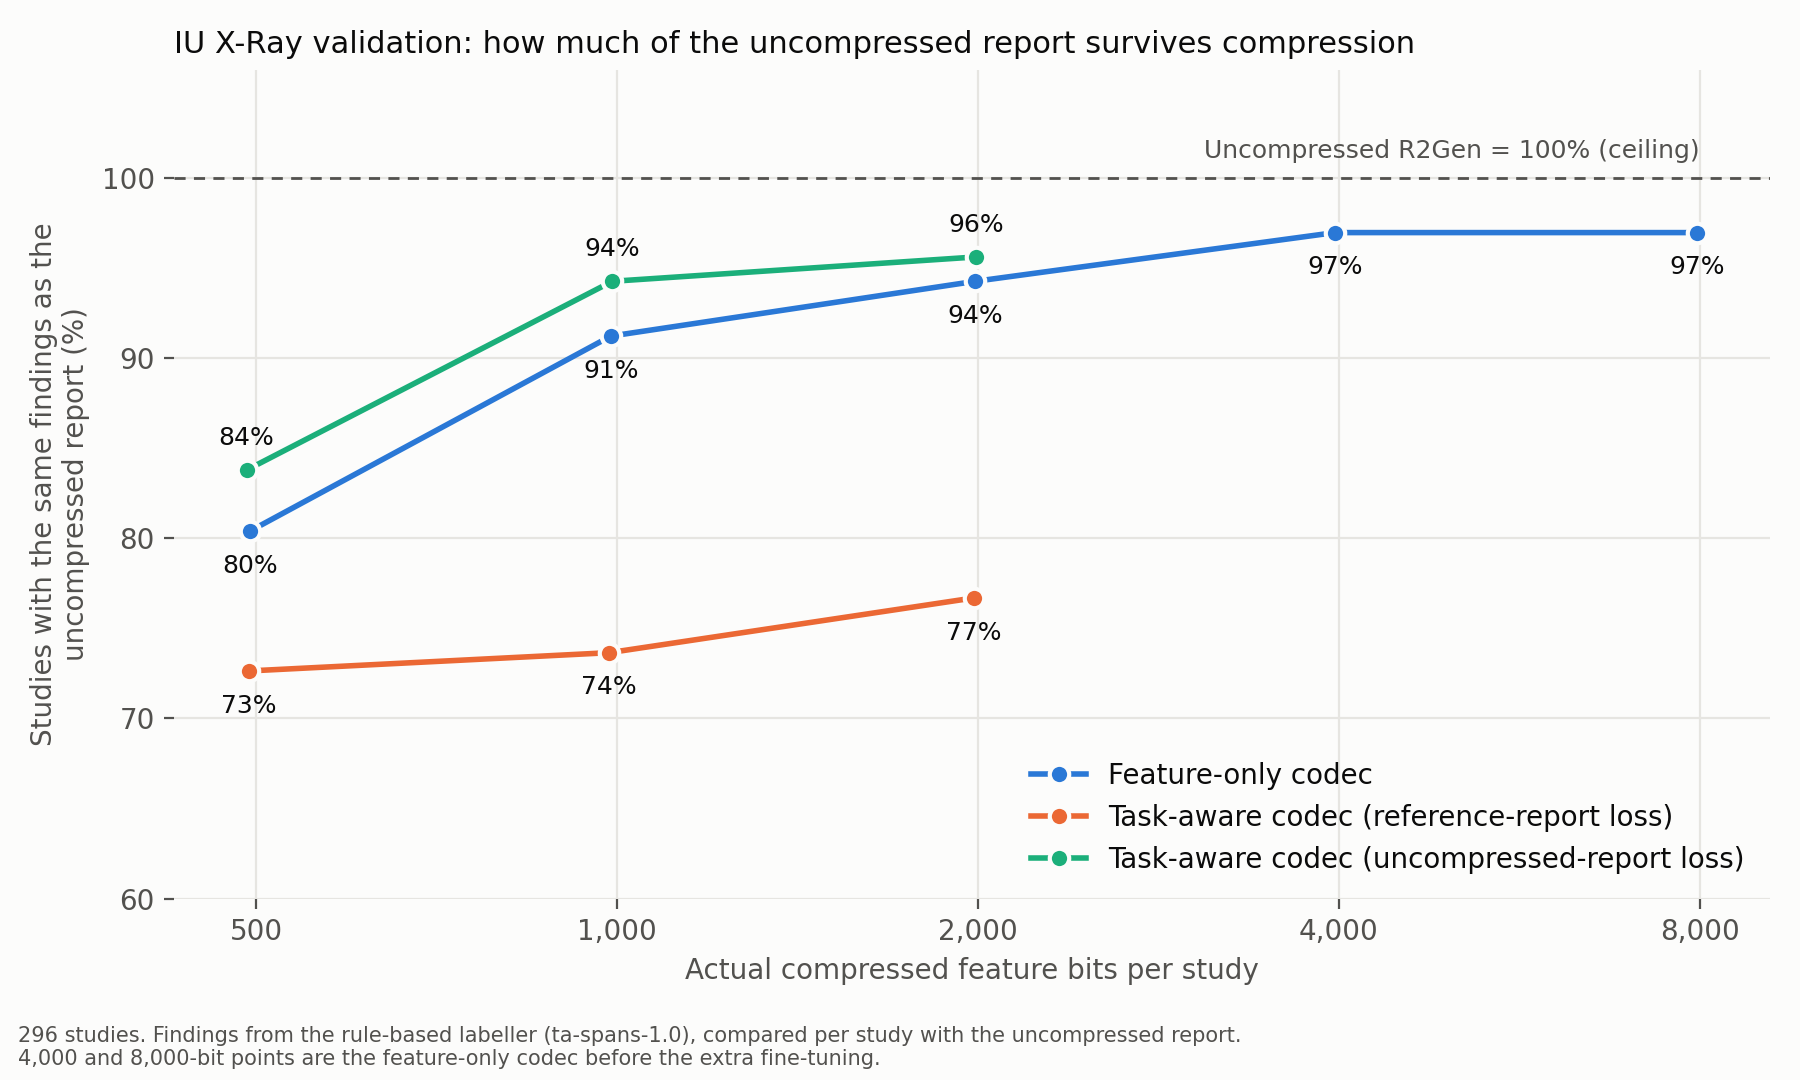 IU X-Ray validation: how much of the uncompressed report survives compression
Uncompressed R2Gen = 100% (ceiling)
Studies with the same findings as the
uncompressed report (%)
100
90
80
70
60
84%
94%
96%
80%
91%
94%
97%
97%
73%
74%
77%
Feature-only codec
Task-aware codec (reference-report loss)
Task-aware codec (uncompressed-report loss)
500
1,000
2,000
4,000
8,000
Actual compressed feature bits per study
296 studies. Findings from the rule-based labeller (ta-spans-1.0), compared per study with the uncompressed report.
4,000 and 8,000-bit points are the feature-only codec before the extra fine-tuning.